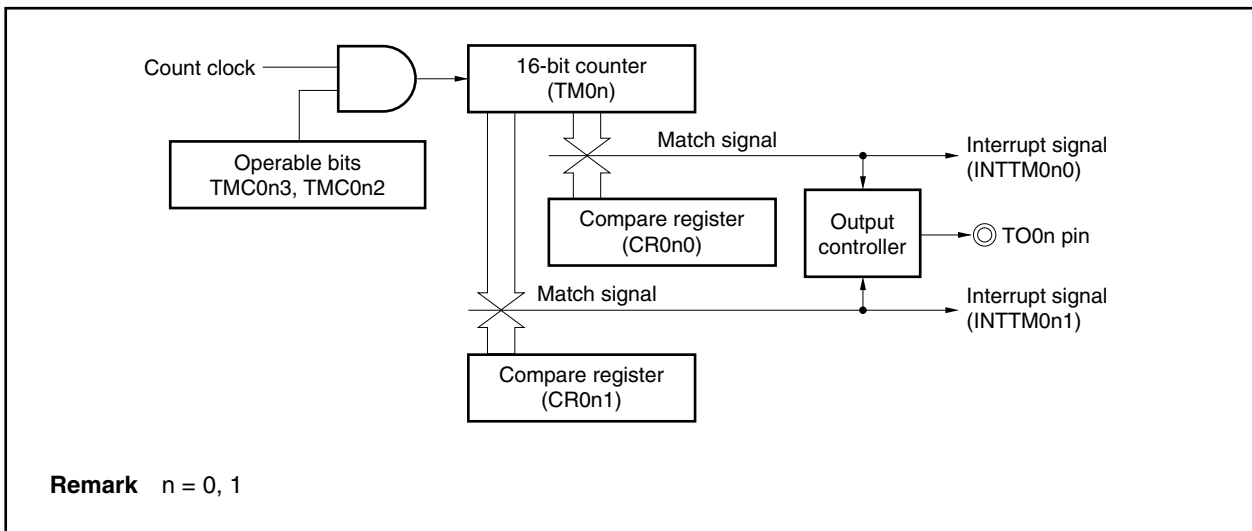 Count clock
16-bit counter
(TM0n)
Operable bits
TMC0n3, TMC0n2
Match signal
Interrupt signal
(INTTM0n0)
Compare register
(CR0n0)
Output
controller
TO0n pin
Match signal
Interrupt signal
(INTTM0n1)
Compare register
(CR0n1)
Remark n = 0, 1